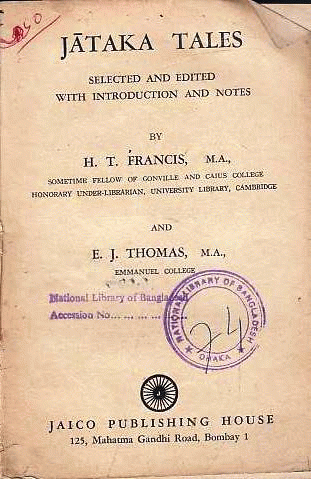 JĀTAKA TALES
SELECTED AND EDITED
WITH INTRODUCTION AND NOTES
BY
H. T. FRANCIS, M.A.,
SOMETIME FELLOW OF GONVILLE AND CAIUS COLLEGE
HONORARY UNDER-LIBRARIAN, UNIVERSITY LIBRARY, CAMBRIDGE
AND
E. J. THOMAS, M.A.,
EMMANUEL COLLEGE
National Library of Bangladesh
Accession No... ... ... ... ......
NATIONAL LIBRARY OF BANGLADESH
DHAKA
JAICO PUBLISHING HOUSE
125, Mahatma Gandhi Road, Bombay 1